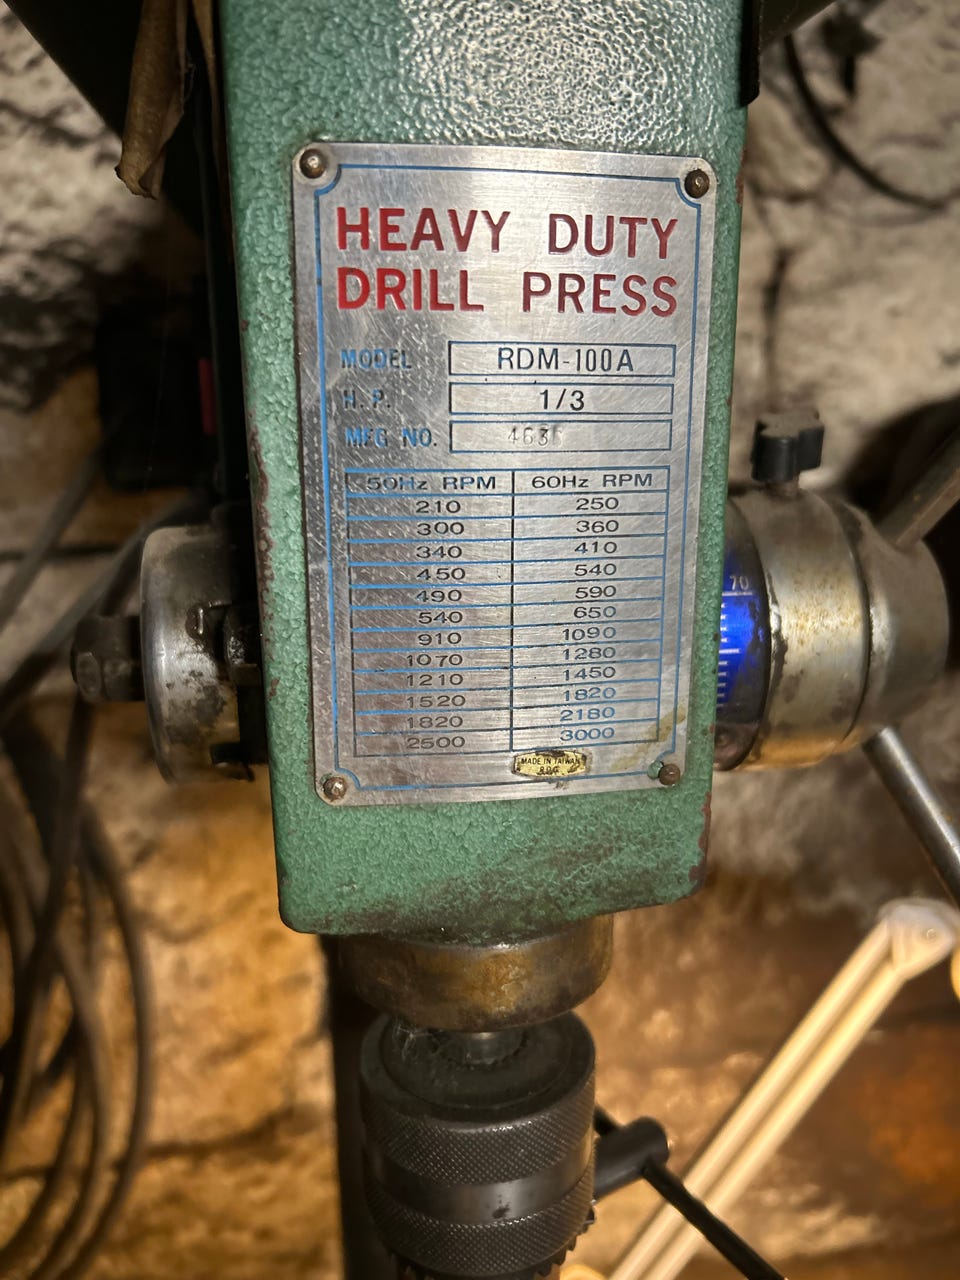 HEAVY DUTY
DRILL PRESS
MODEL RDM-100A
H.P. 1/3
MFG NO.
50Hz RPM 60Hz RPM
210 250
300 360
340 410
450 540
490 590
540 650
910 1090
1070 1280
1210 1450
1520 1820
1820 2180
2500 3000
MADE IN TAIWAN
R.O.C.
70